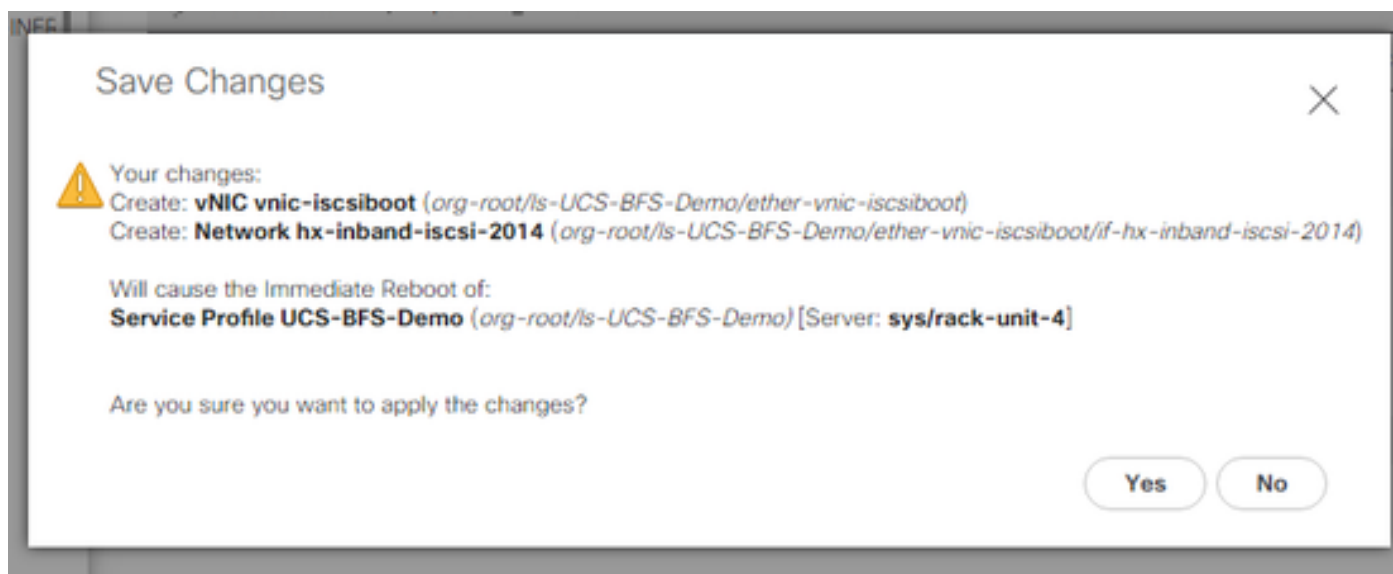 Save Changes
Your changes:
Create: vNIC vnic-iscsiboot (org-root/ls-UCS-BFS-Demo/ether-vnic-iscsiboot)
Create: Network hx-inband-iscsi-2014 (org-root/ls-UCS-BFS-Demo/ether-vnic-iscsiboot/if-hx-inband-iscsi-2014)
Will cause the Immediate Reboot of:
Service Profile UCS-BFS-Demo (org-root/ls-UCS-BFS-Demo) [Server: sys/rack-unit-4]
Are you sure you want to apply the changes?
Yes No